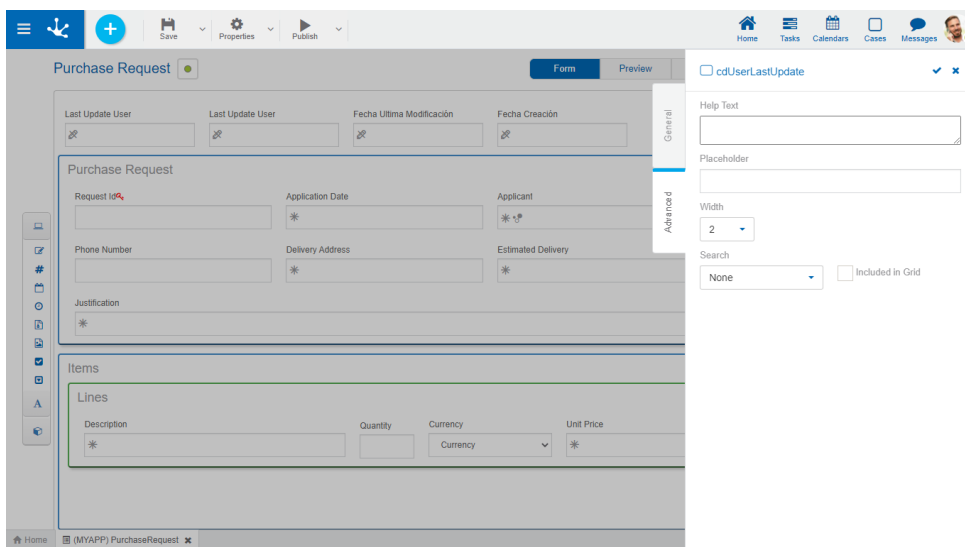 Save
Properties
Publish
Home
Tasks
Calendars
Cases
Messages
Purchase Request
Form
Preview
Last Update User
Last Update User
Fecha Ultima Modificación
Fecha Creación
Purchase Request
Request Id
Application Date
Applicant
Phone Number
Delivery Address
Estimated Delivery
Justification
Items
Lines
Description
Quantity
Currency
Unit Price
Currency
General
Advanced
cdUserLastUpdate
Help Text
Placeholder
Width
2
Search
None
Included in Grid
Home
(MYAPP) PurchaseRequest